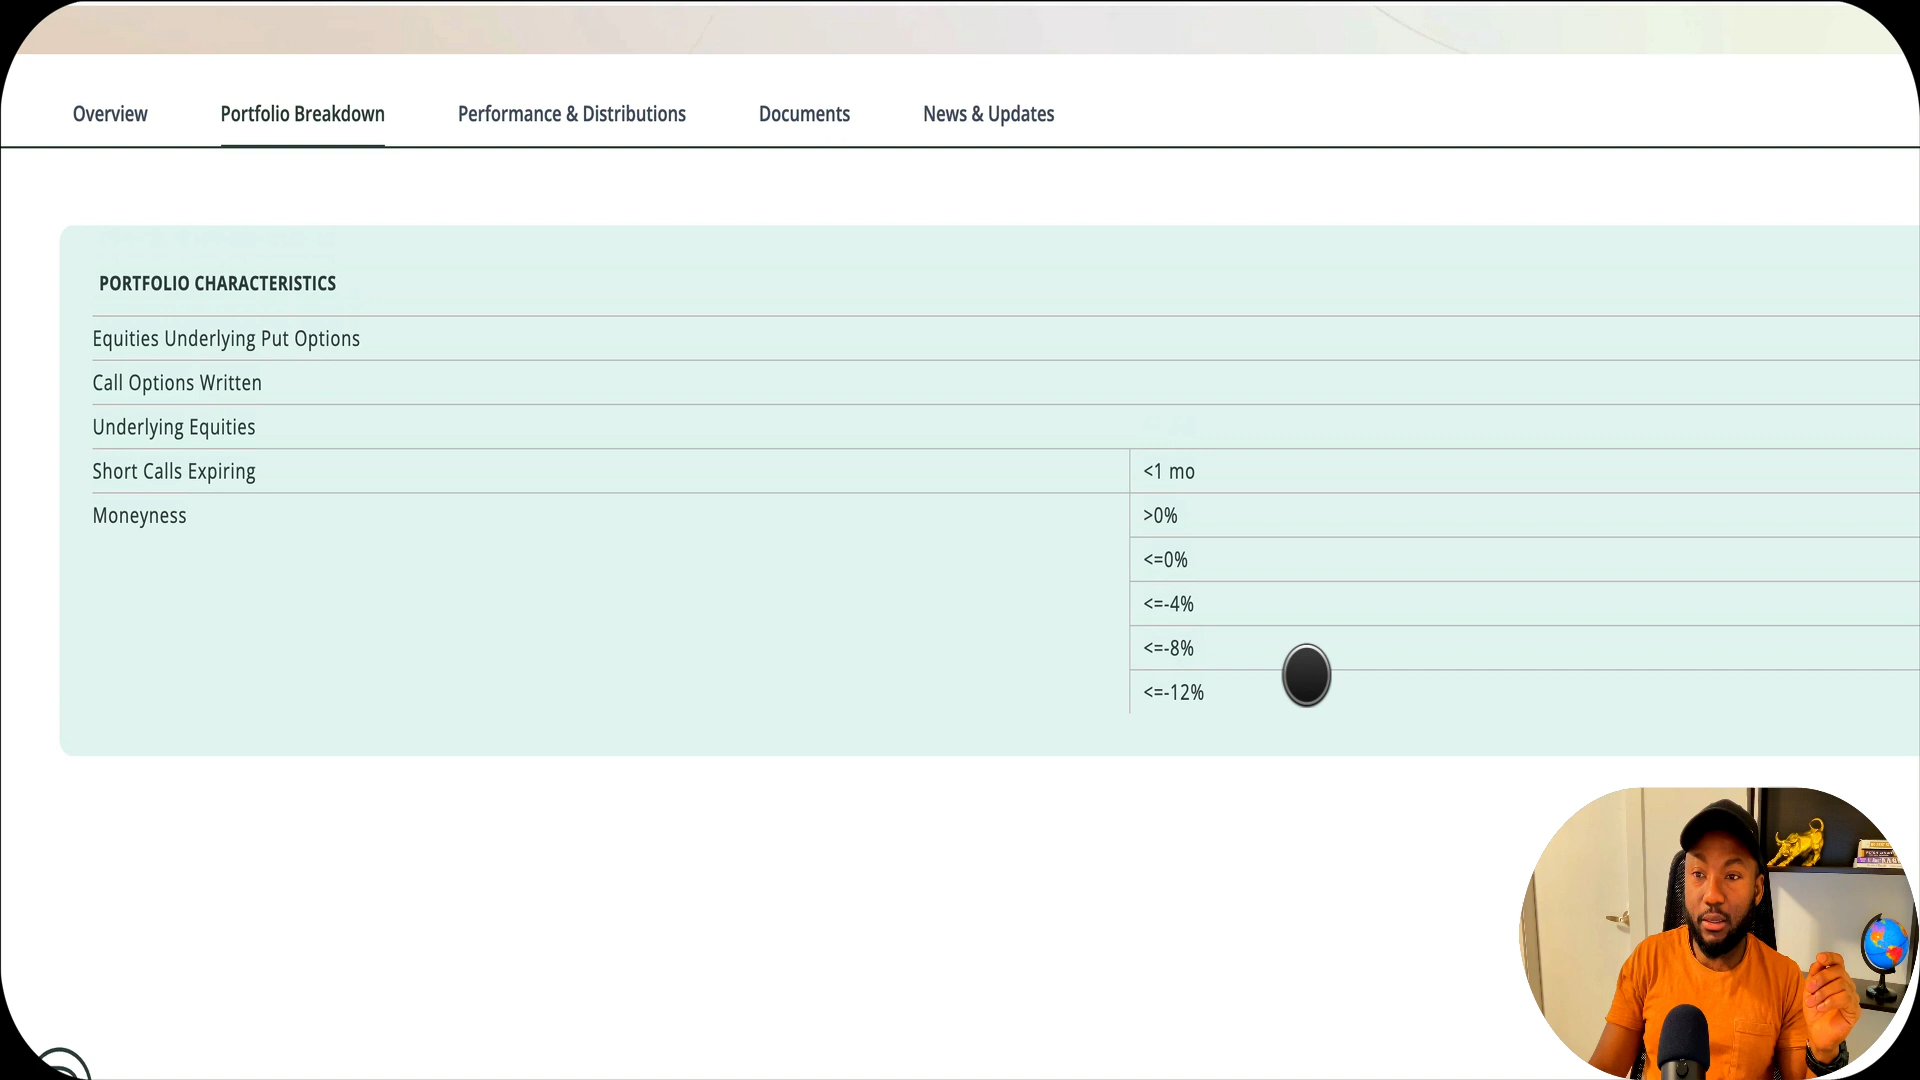 Overview Portfolio Breakdown Performance & Distributions Documents News & Updates
PORTFOLIO CHARACTERISTICS
Equities Underlying Put Options
Call Options Written
Underlying Equities
Short Calls Expiring <1 mo
Moneyness >0%
<=0%
<=-4%
<=-8%
<=-12%